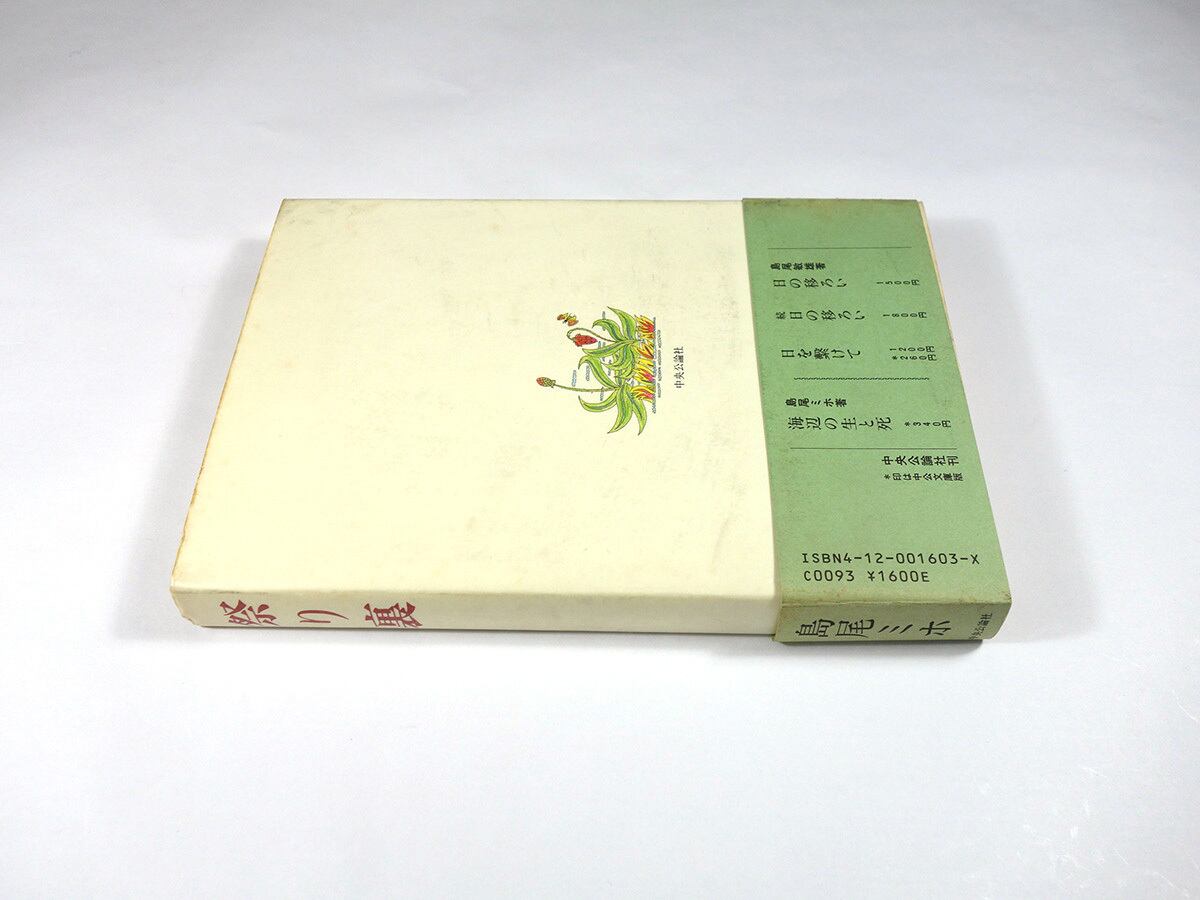 祭り裏
島尾ミホ
中央公論社
中央公論社
島尾敏雄著
日の移ろい 1500円
続 日の移ろい 1800円
日を繋けて 1200円
*260円
島尾ミホ著
海辺の生と死 *340円
中央公論社刊
*印は中公文庫版
ISBN4-12-001603-X
C0093 ¥1600E